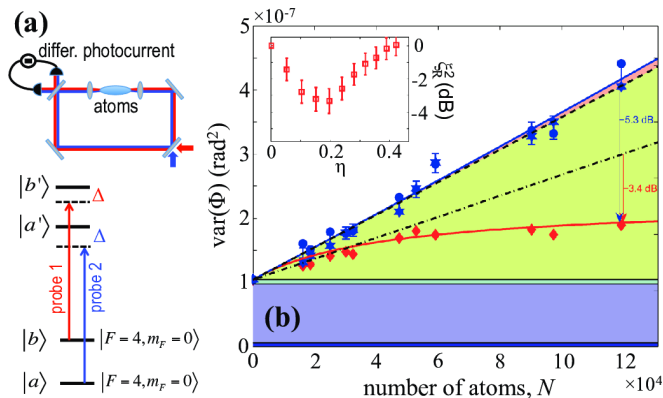 (a)
differ. photocurrent
atoms
|b'⟩
Δ
|a'⟩
Δ
probe 1
probe 2
|b⟩ |F = 4, m_F = 0⟩
|a⟩ |F = 4, m_F = 0⟩
5 ×10⁻⁷
4
3
2
1
0
var(Φ) (rad²)
0
-2
-4
ξ²_R (dB)
0 0.2 0.4
η
-5.3 dB
-3.4 dB
(b)
0 2 4 6 8 10 12
×10⁴
number of atoms, N